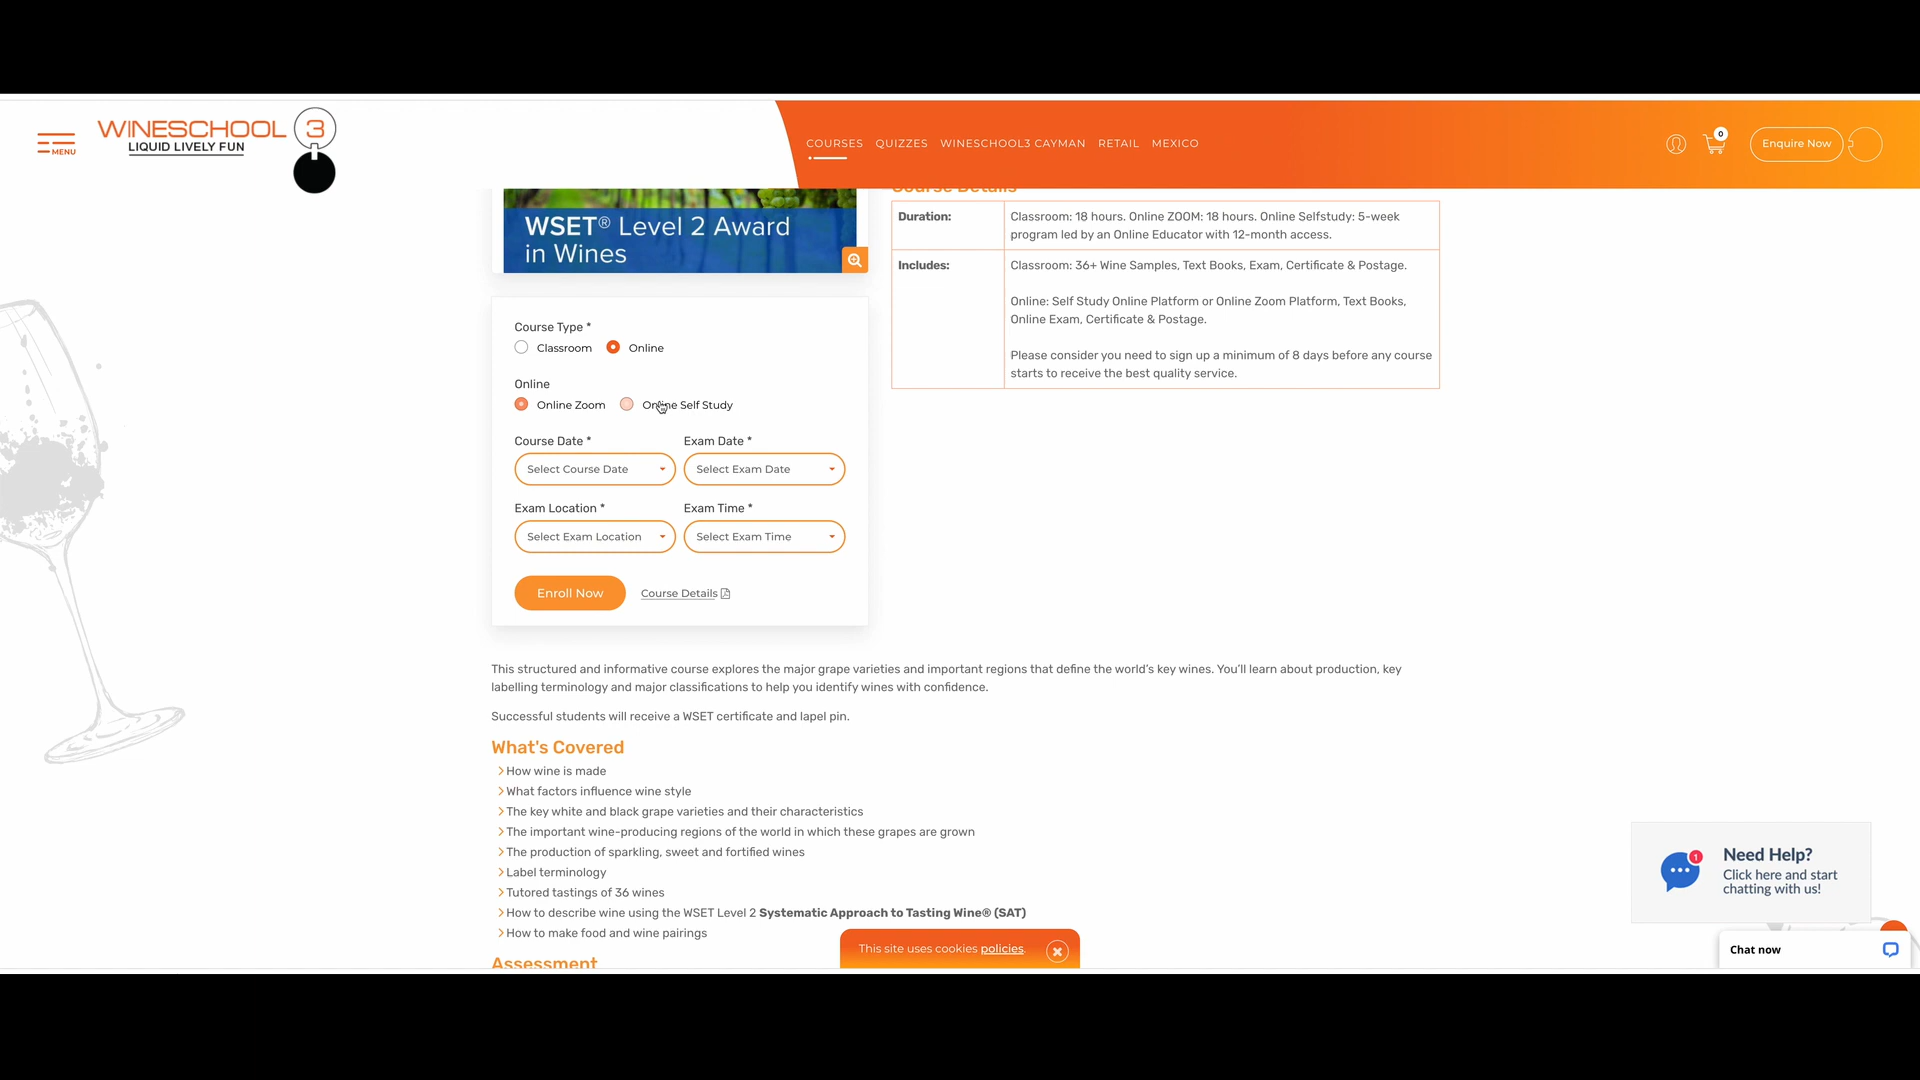 MENU
WINESCHOOL 3
LIQUID LIVELY FUN
COURSES QUIZZES WINESCHOOL3 CAYMAN RETAIL MEXICO
0
Enquire Now
Course Details
WSET® Level 2 Award
in Wines
Duration:
Classroom: 18 hours. Online ZOOM: 18 hours. Online Selfstudy: 5-week
program led by an Online Educator with 12-month access.
Includes:
Classroom: 36+ Wine Samples, Text Books, Exam, Certificate & Postage.
Online: Self Study Online Platform or Online Zoom Platform, Text Books,
Online Exam, Certificate & Postage.
Please consider you need to sign up a minimum of 8 days before any course
starts to receive the best quality service.
Course Type *
Classroom Online
Online
Online Zoom Online Self Study
Course Date * Exam Date *
Select Course Date Select Exam Date
Exam Location * Exam Time *
Select Exam Location Select Exam Time
Enroll Now Course Details
This structured and informative course explores the major grape varieties and important regions that define the world's key wines. You'll learn about production, key
labelling terminology and major classifications to help you identify wines with confidence.
Successful students will receive a WSET certificate and lapel pin.
What's Covered
How wine is made
What factors influence wine style
The key white and black grape varieties and their characteristics
The important wine-producing regions of the world in which these grapes are grown
The production of sparkling, sweet and fortified wines
Label terminology
Tutored tastings of 36 wines
How to describe wine using the WSET Level 2 Systematic Approach to Tasting Wine® (SAT)
How to make food and wine pairings
Assessment
This site uses cookies policies.
1
Need Help?
Click here and start
chatting with us!
Chat now